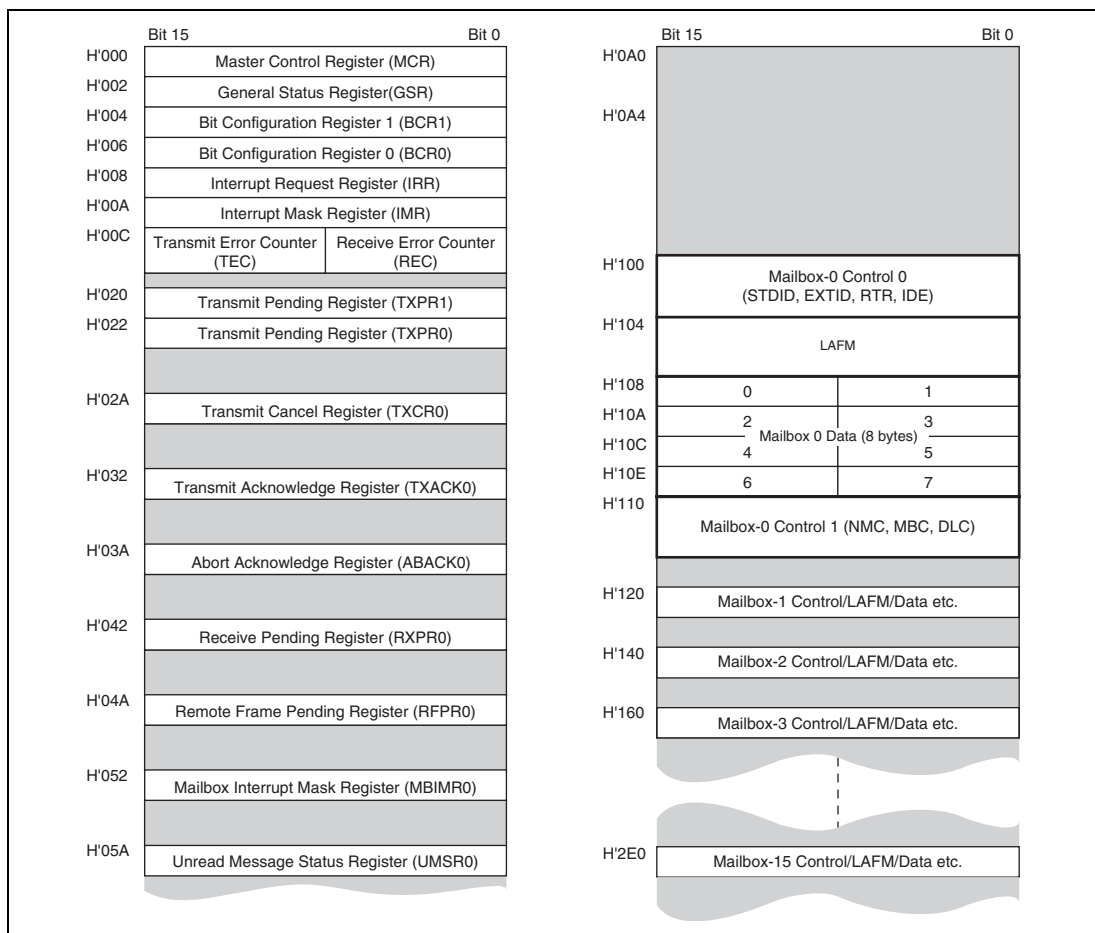 Bit 15 Bit 0
H'000 Master Control Register (MCR)
H'002 General Status Register(GSR)
H'004 Bit Configuration Register 1 (BCR1)
H'006 Bit Configuration Register 0 (BCR0)
H'008 Interrupt Request Register (IRR)
H'00A Interrupt Mask Register (IMR)
H'00C Transmit Error Counter (TEC) Receive Error Counter (REC)
H'020 Transmit Pending Register (TXPR1)
H'022 Transmit Pending Register (TXPR0)
H'02A Transmit Cancel Register (TXCR0)
H'032 Transmit Acknowledge Register (TXACK0)
H'03A Abort Acknowledge Register (ABACK0)
H'042 Receive Pending Register (RXPR0)
H'04A Remote Frame Pending Register (RFPR0)
H'052 Mailbox Interrupt Mask Register (MBIMR0)
H'05A Unread Message Status Register (UMSR0)
Bit 15 Bit 0
H'0A0
H'0A4
H'100 Mailbox-0 Control 0
(STDID, EXTID, RTR, IDE)
H'104 LAFM
H'108 0 1
H'10A 2 3
Mailbox 0 Data (8 bytes)
H'10C 4 5
H'10E 6 7
H'110 Mailbox-0 Control 1 (NMC, MBC, DLC)
H'120 Mailbox-1 Control/LAFM/Data etc.
H'140 Mailbox-2 Control/LAFM/Data etc.
H'160 Mailbox-3 Control/LAFM/Data etc.
H'2E0 Mailbox-15 Control/LAFM/Data etc.